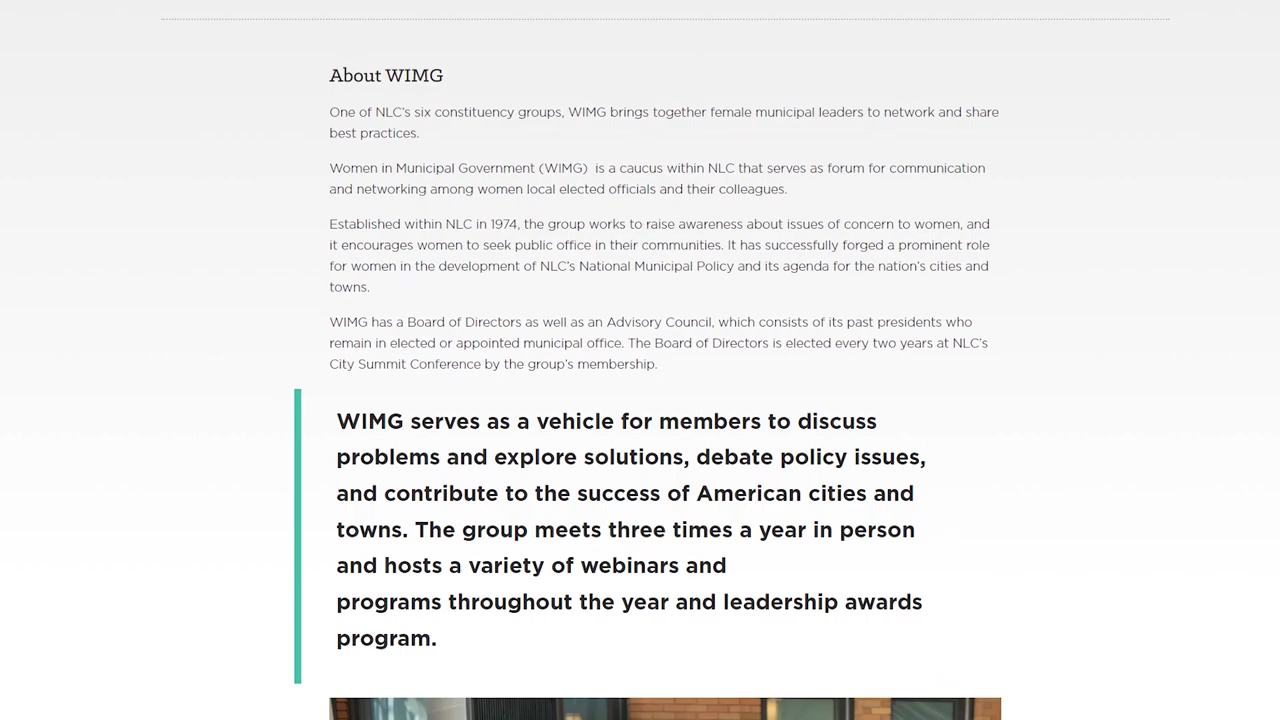 About WIMG
One of NLC's six constituency groups, WIMG brings together female municipal leaders to network and share
best practices.
Women in Municipal Government (WIMG)  is a caucus within NLC that serves as forum for communication
and networking among women local elected officials and their colleagues.
Established within NLC in 1974, the group works to raise awareness about issues of concern to women, and
it encourages women to seek public office in their communities. It has successfully forged a prominent role
for women in the development of NLC's National Municipal Policy and its agenda for the nation's cities and
towns.
WIMG has a Board of Directors as well as an Advisory Council, which consists of its past presidents who
remain in elected or appointed municipal office. The Board of Directors is elected every two years at NLC's
City Summit Conference by the group's membership.
WIMG serves as a vehicle for members to discuss
problems and explore solutions, debate policy issues,
and contribute to the success of American cities and
towns. The group meets three times a year in person
and hosts a variety of webinars and
programs throughout the year and leadership awards
program.